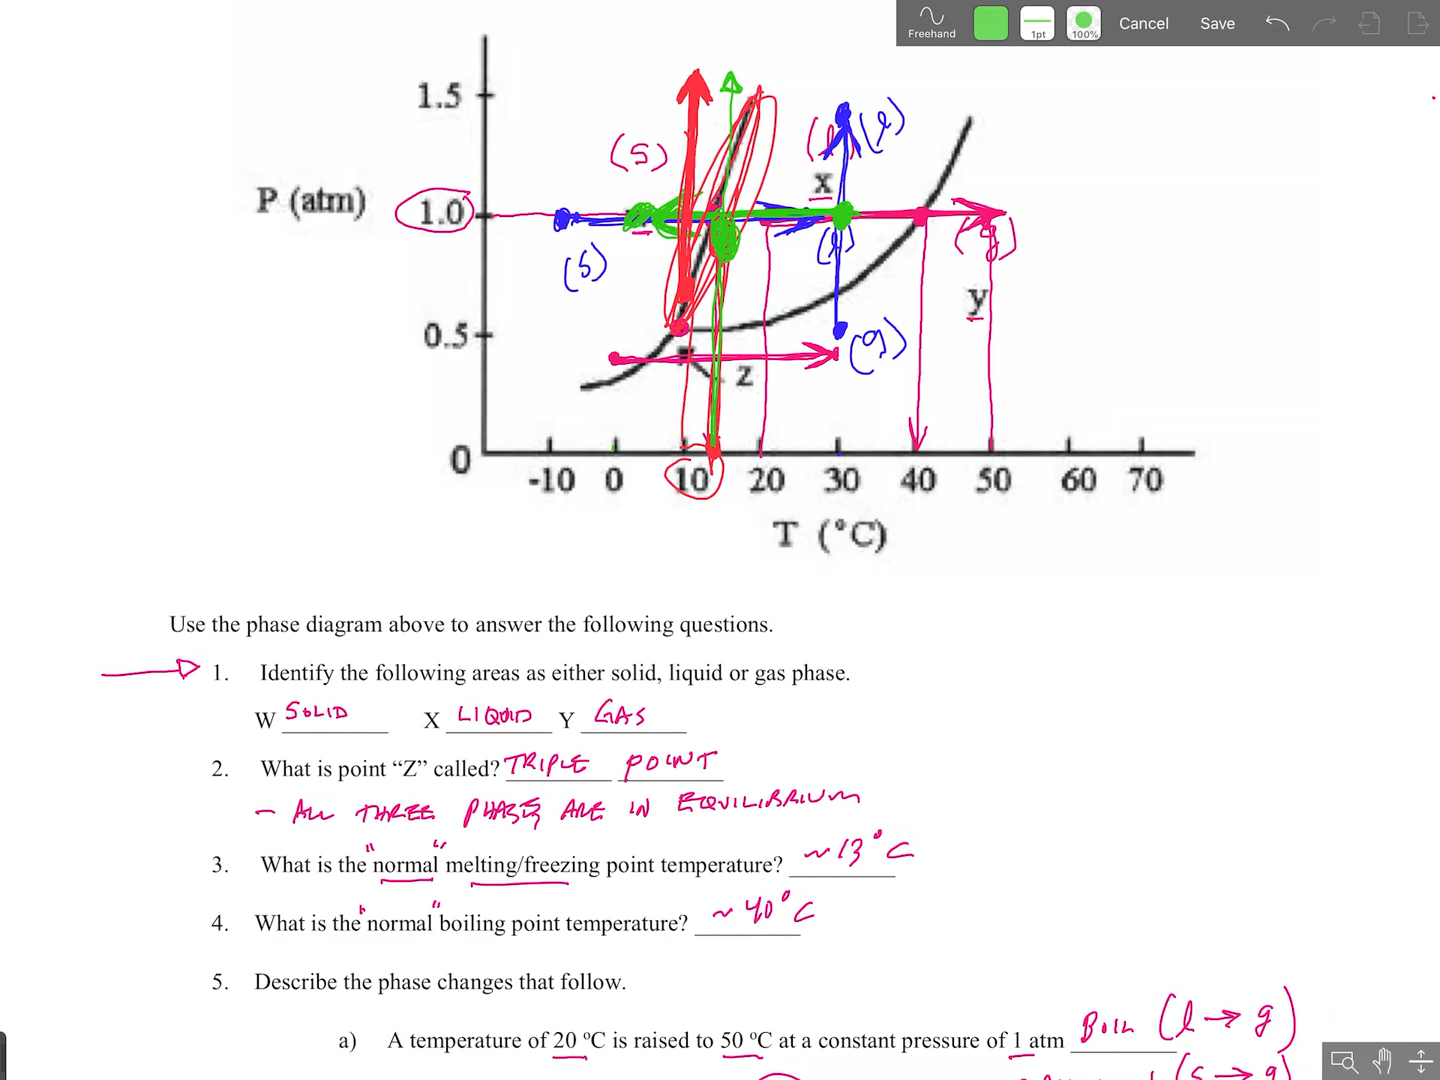 Freehand 1pt 100% Cancel Save
1.5
(s) (l) (l)
x
P (atm) 1.0
(s) (l) (g)
y
0.5 (g)
z
0
-10 0 10 20 30 40 50 60 70
T (°C)
Use the phase diagram above to answer the following questions.
1. Identify the following areas as either solid, liquid or gas phase.
W SOLID X LIQUID Y GAS
2. What is point “Z” called? TRIPLE POINT
- ALL THREE PHASES ARE IN EQUILIBRIUM
3. What is the "normal" melting/freezing point temperature? ~13°C
4. What is the "normal" boiling point temperature? ~40°C
5. Describe the phase changes that follow.
a) A temperature of 20 ºC is raised to 50 ºC at a constant pressure of 1 atm BOIL (l → g)
(s → g)